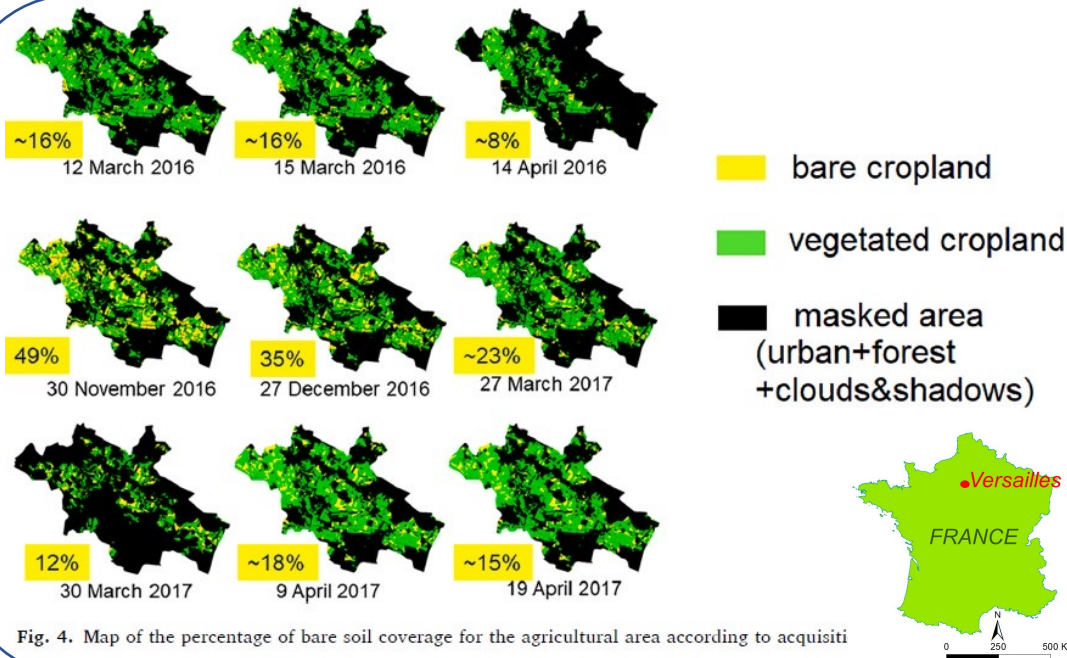 ~16%
12 March 2016
~16%
15 March 2016
~8%
14 April 2016
bare cropland
vegetated cropland
masked area
(urban+forest
+clouds&shadows)
49%
30 November 2016
35%
27 December 2016
~23%
27 March 2017
12%
30 March 2017
~18%
9 April 2017
~15%
19 April 2017
Versailles
FRANCE
N
0 250 500 K
Fig. 4. Map of the percentage of bare soil coverage for the agricultural area according to acquisiti